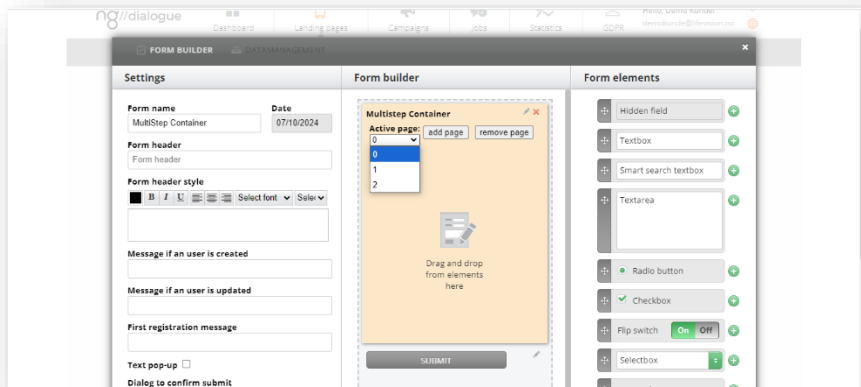 ng//dialogue
Dashboard
Landing pages
Campaigns
Jobs
Statistics
GDPR
Hello, Demo Kunde!
FORM BUILDER
DATAMANAGEMENT
×
Settings
Form name
Date
MultiStep Container
07/10/2024
Form header
Form header
Form header style
B I U
Select font
Selec
Message if an user is created
Message if an user is updated
First registration message
Text pop-up
Dialog to confirm submit
Form builder
Multistep Container
Active page:
0
add page
remove page
0
1
2
Drag and drop
from elements
here
SUBMIT
Form elements
Hidden field
Textbox
Smart search textbox
Textarea
Radio button
Checkbox
Flip switch
On
Off
Selectbox